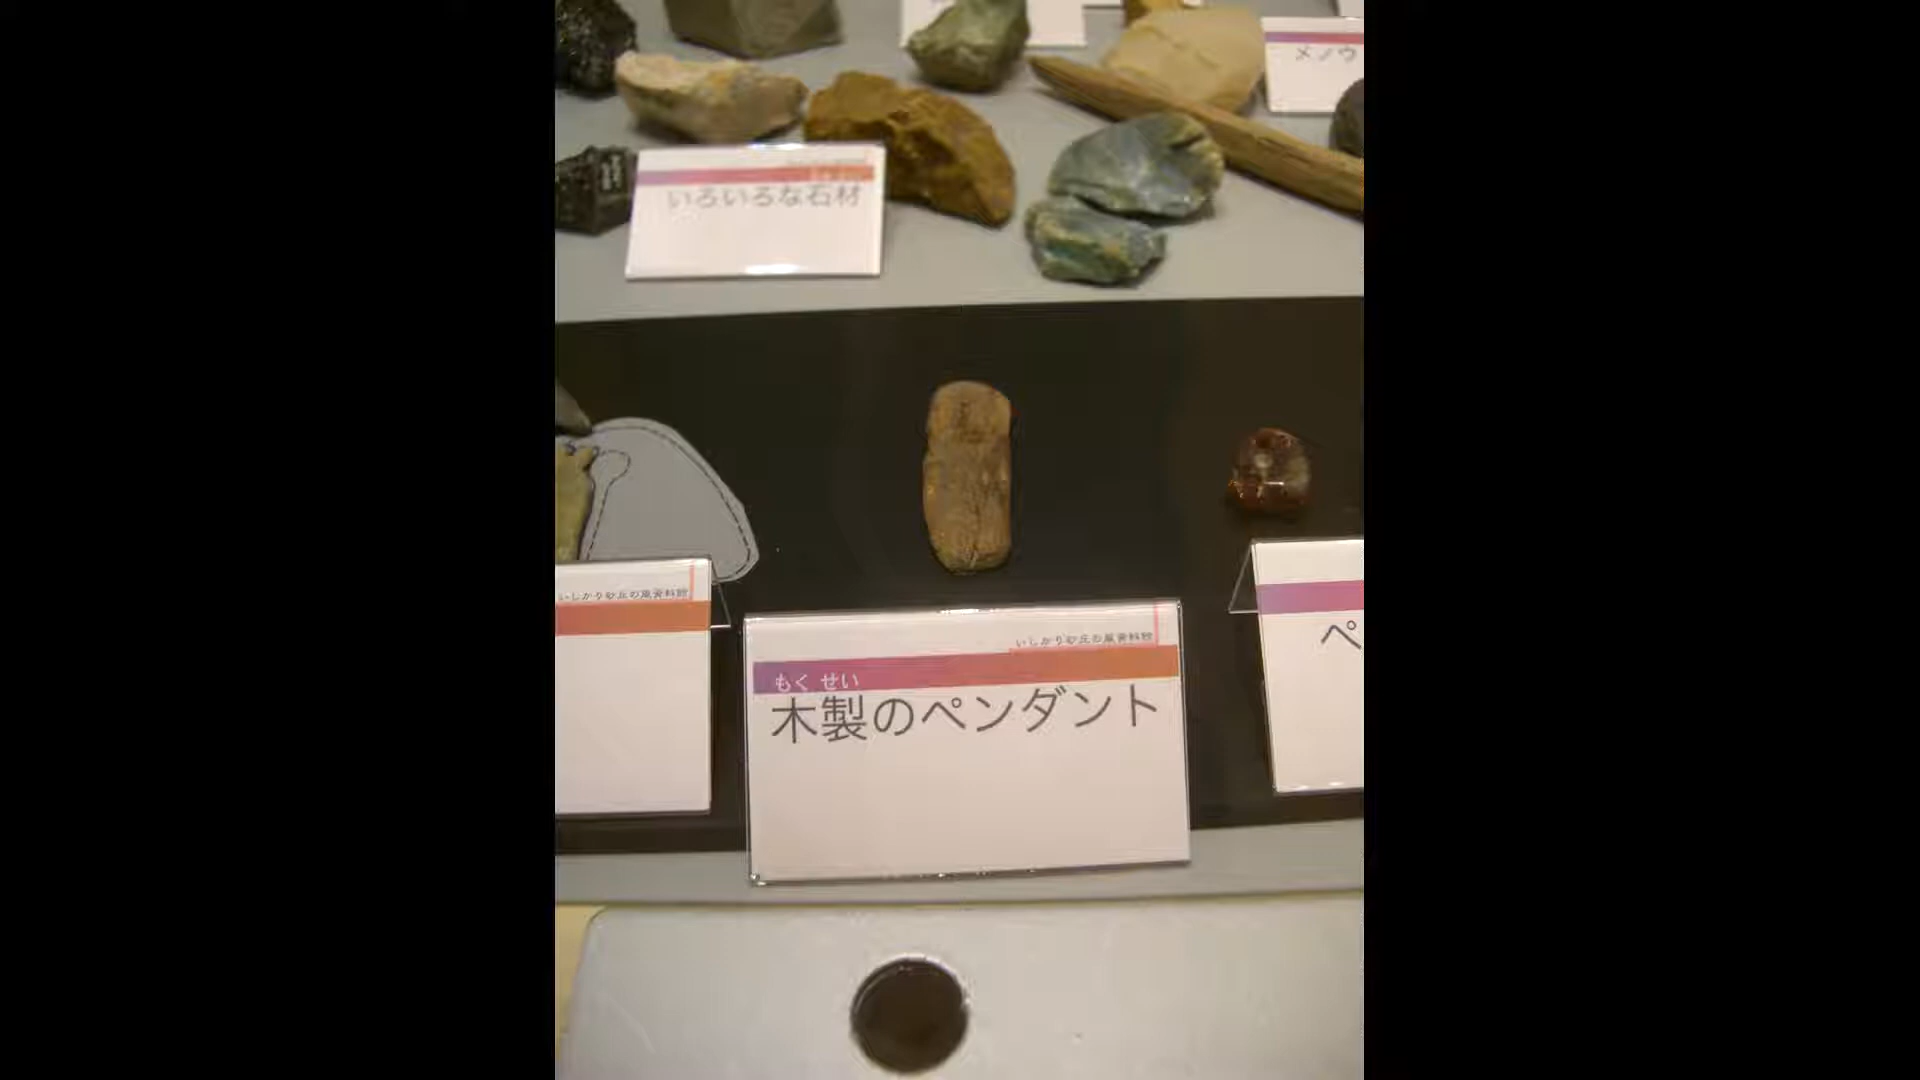 メノウ
いろいろな石材
いしかり砂丘の風資料館
いしかり砂丘の風資料館
もく せい
木製のペンダント
ペ